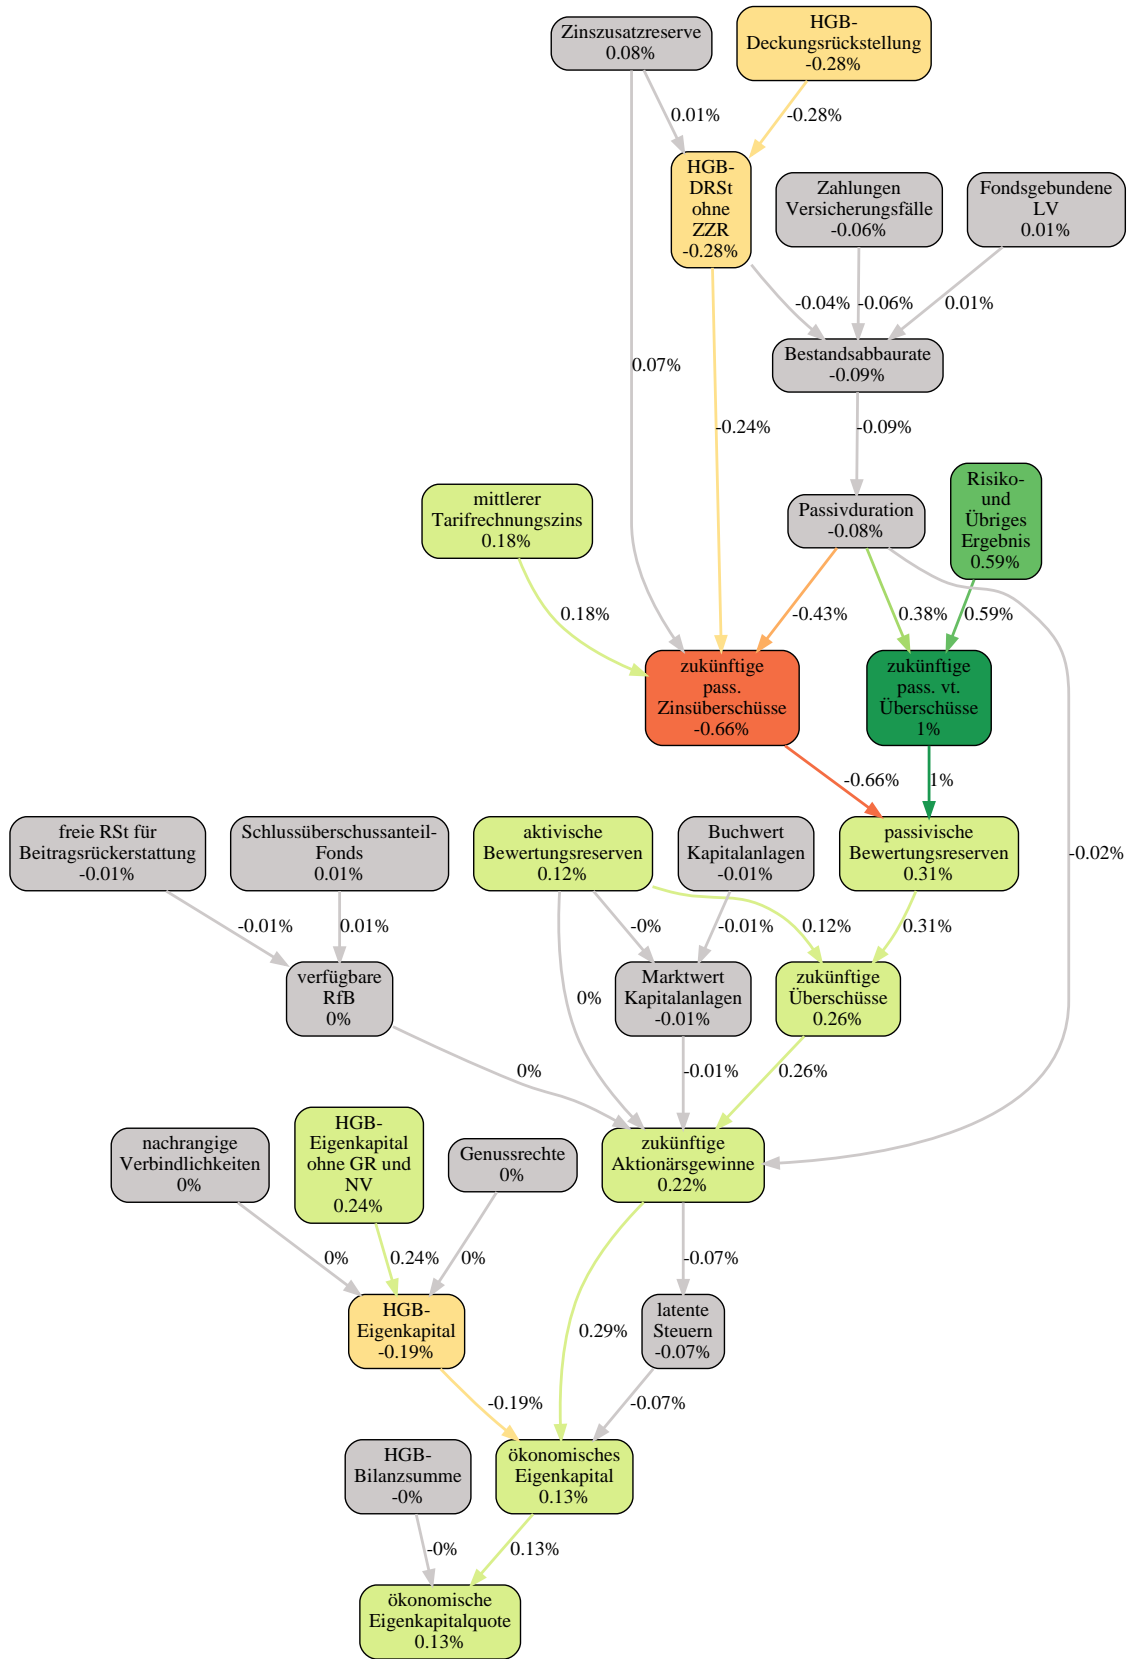 Zinszusatzreserve
0.08%
HGB-
Deckungsrückstellung
-0.28%
0.01%
-0.28%
HGB-
DRSt
ohne
ZZR
-0.28%
Zahlungen
Versicherungsfälle
-0.06%
Fondsgebundene
LV
0.01%
-0.04%
-0.06%
0.01%
Bestandsabbaurate
-0.09%
0.07%
-0.24%
-0.09%
mittlerer
Tarifrechnungszins
0.18%
Passivduration
-0.08%
Risiko-
und
Übriges
Ergebnis
0.59%
0.18%
-0.43%
0.38%
0.59%
zukünftige
pass.
Zinsüberschüsse
-0.66%
zukünftige
pass. vt.
Überschüsse
1%
-0.66%
1%
freie RSt für
Beitragsrückerstattung
-0.01%
Schlussüberschussanteil-
Fonds
0.01%
aktivische
Bewertungsreserven
0.12%
Buchwert
Kapitalanlagen
-0.01%
passivische
Bewertungsreserven
0.31%
-0.02%
-0.01%
0.01%
-0%
-0.01%
0.12%
0.31%
verfügbare
RfB
0%
0%
Marktwert
Kapitalanlagen
-0.01%
zukünftige
Überschüsse
0.26%
0%
-0.01%
0.26%
nachrangige
Verbindlichkeiten
0%
HGB-
Eigenkapital
ohne GR und
NV
0.24%
Genussrechte
0%
zukünftige
Aktionärsgewinne
0.22%
0%
0.24%
0%
-0.07%
HGB-
Eigenkapital
-0.19%
0.29%
latente
Steuern
-0.07%
-0.19%
-0.07%
HGB-
Bilanzsumme
-0%
ökonomisches
Eigenkapital
0.13%
-0%
0.13%
ökonomische
Eigenkapitalquote
0.13%